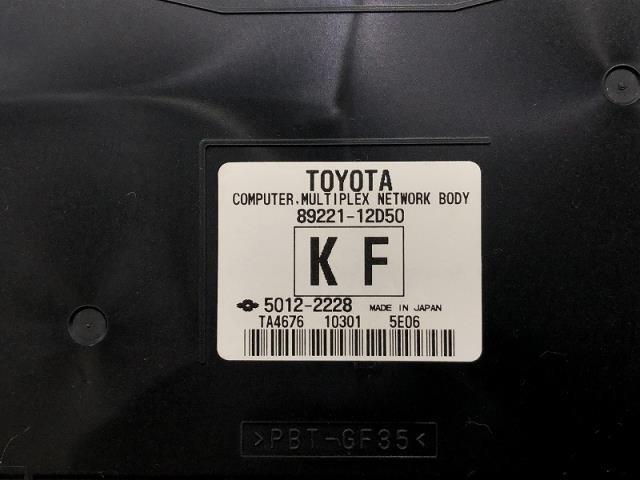 TOYOTA
COMPUTER, MULTIPLEX NETWORK BODY
89221-12D50
K F
5012-2228 MADE IN JAPAN
TA4676 10301 5E06
>PBT-GF35<